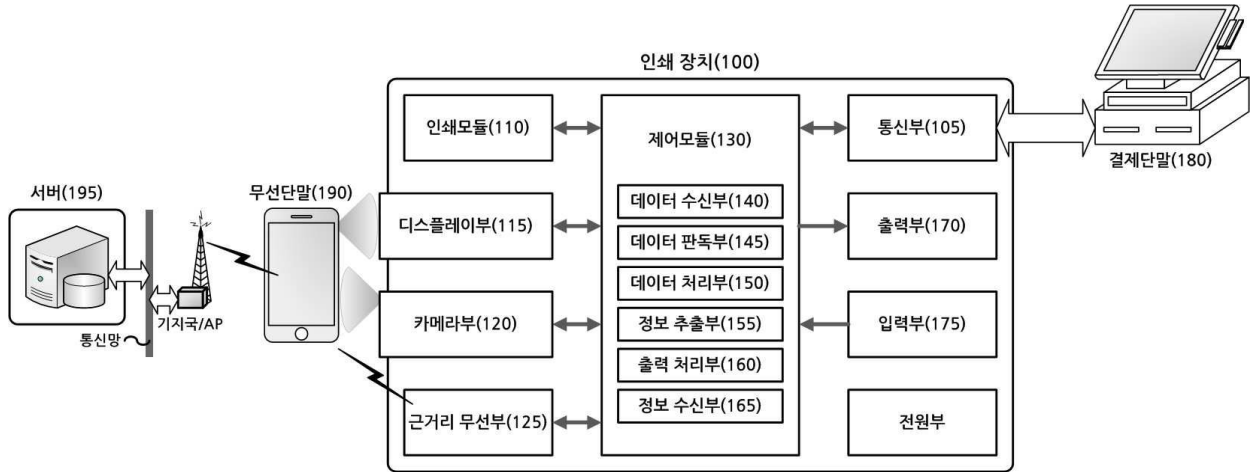 인쇄 장치(100)
인쇄모듈(110)
제어모듈(130)
통신부(105)
결제단말(180)
서버(195)
무선단말(190)
디스플레이부(115)
데이터 수신부(140)
출력부(170)
데이터 판독부(145)
데이터 처리부(150)
기지국/AP
통신망
카메라부(120)
정보 추출부(155)
입력부(175)
출력 처리부(160)
정보 수신부(165)
근거리 무선부(125)
전원부